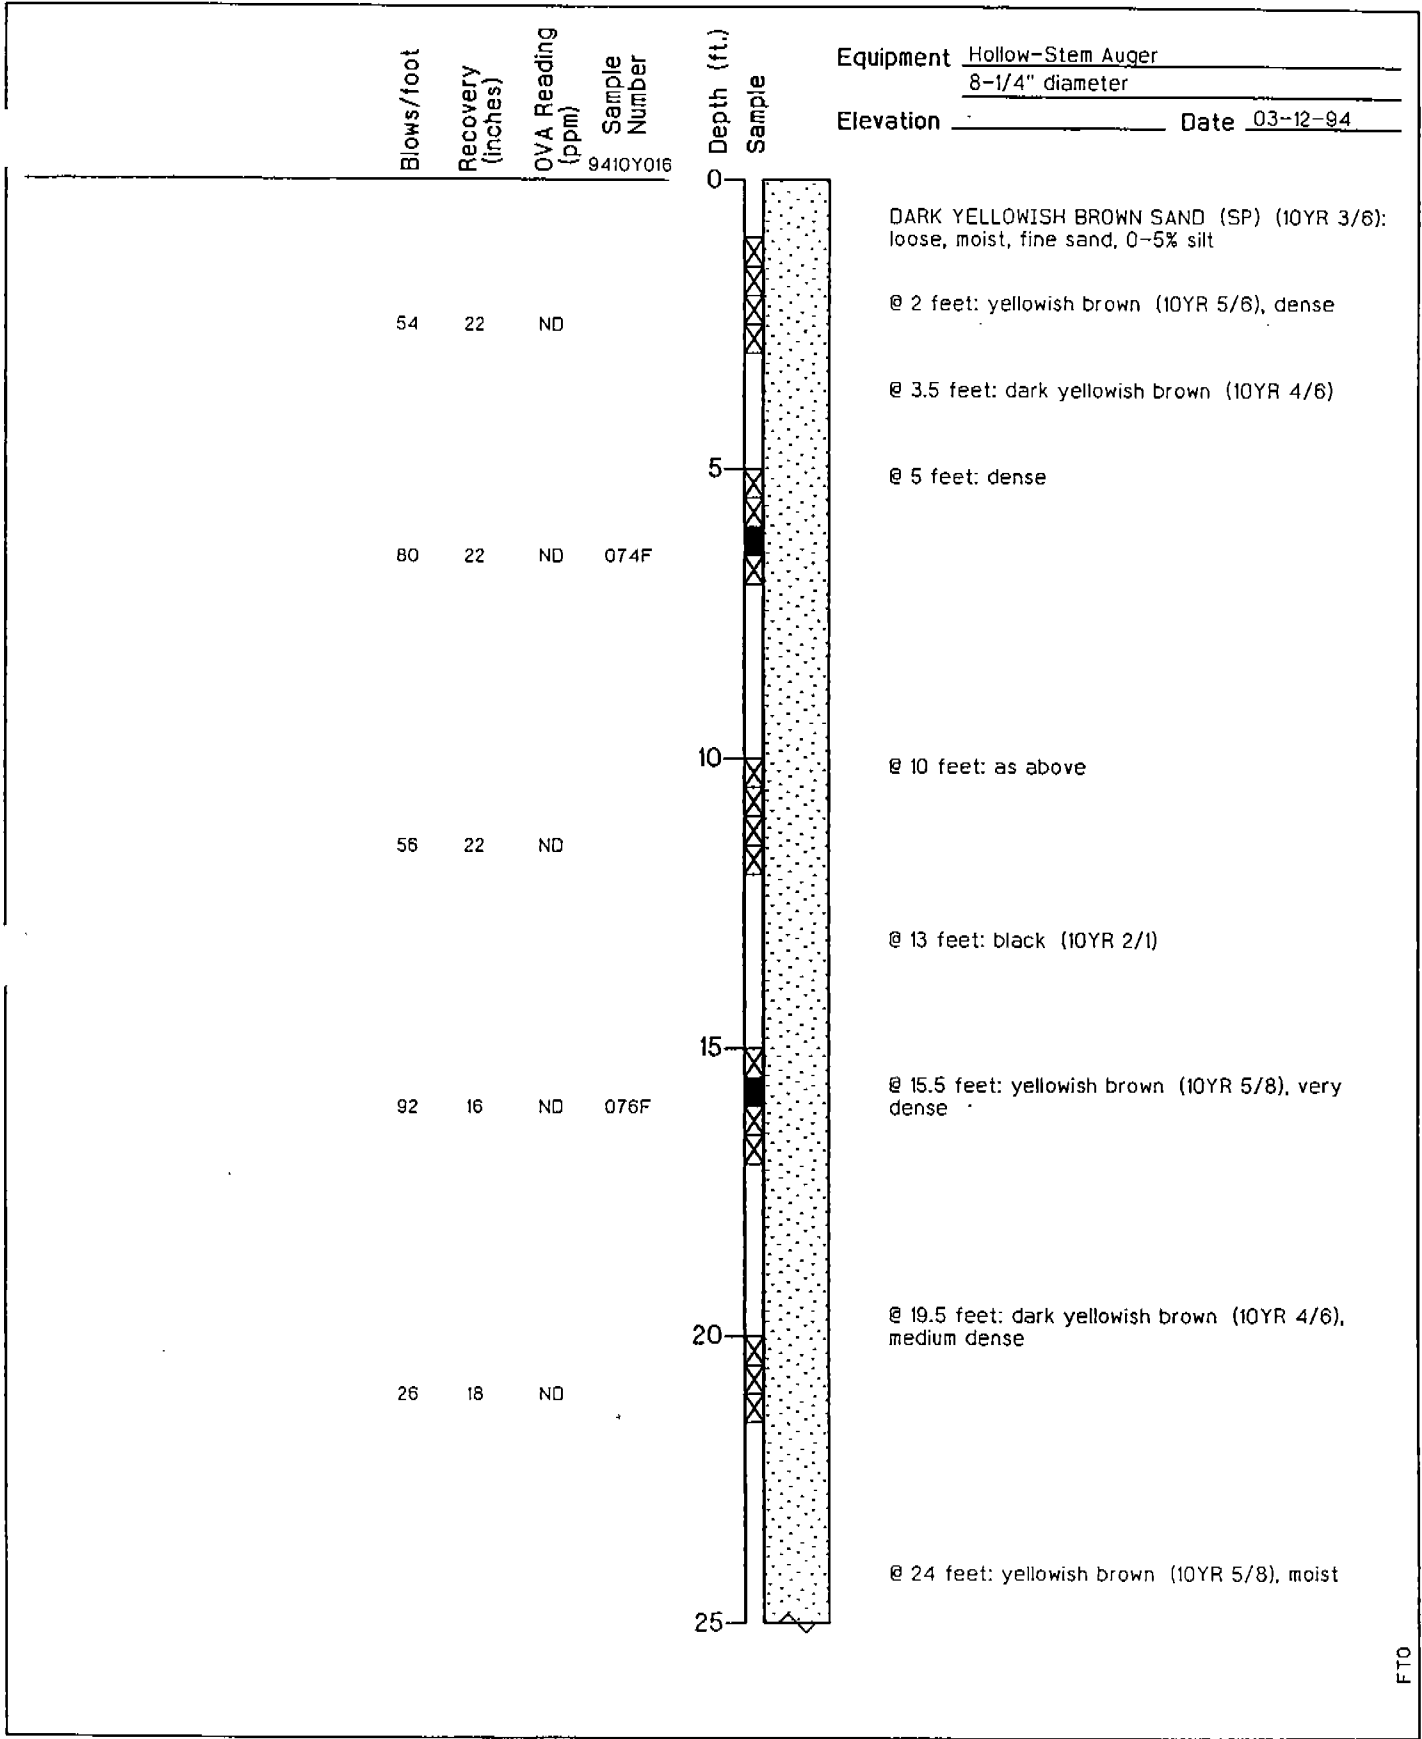 Blows/foot
Recovery
(inches)
OVA Reading
(ppm)
Sample
Number
9410Y016
Depth (ft.)
Sample
Equipment Hollow-Stem Auger
8-1/4" diameter
Elevation Date 03-12-94
0
DARK YELLOWISH BROWN SAND (SP) (10YR 3/6):
loose, moist, fine sand, 0-5% silt
@ 2 feet: yellowish brown (10YR 5/6), dense
54 22 ND
@ 3.5 feet: dark yellowish brown (10YR 4/6)
5
@ 5 feet: dense
80 22 ND 074F
10
@ 10 feet: as above
56 22 ND
@ 13 feet: black (10YR 2/1)
15
@ 15.5 feet: yellowish brown (10YR 5/8), very
dense
92 16 ND 076F
@ 19.5 feet: dark yellowish brown (10YR 4/6),
medium dense
20
26 18 ND
@ 24 feet: yellowish brown (10YR 5/8), moist
25
FTO